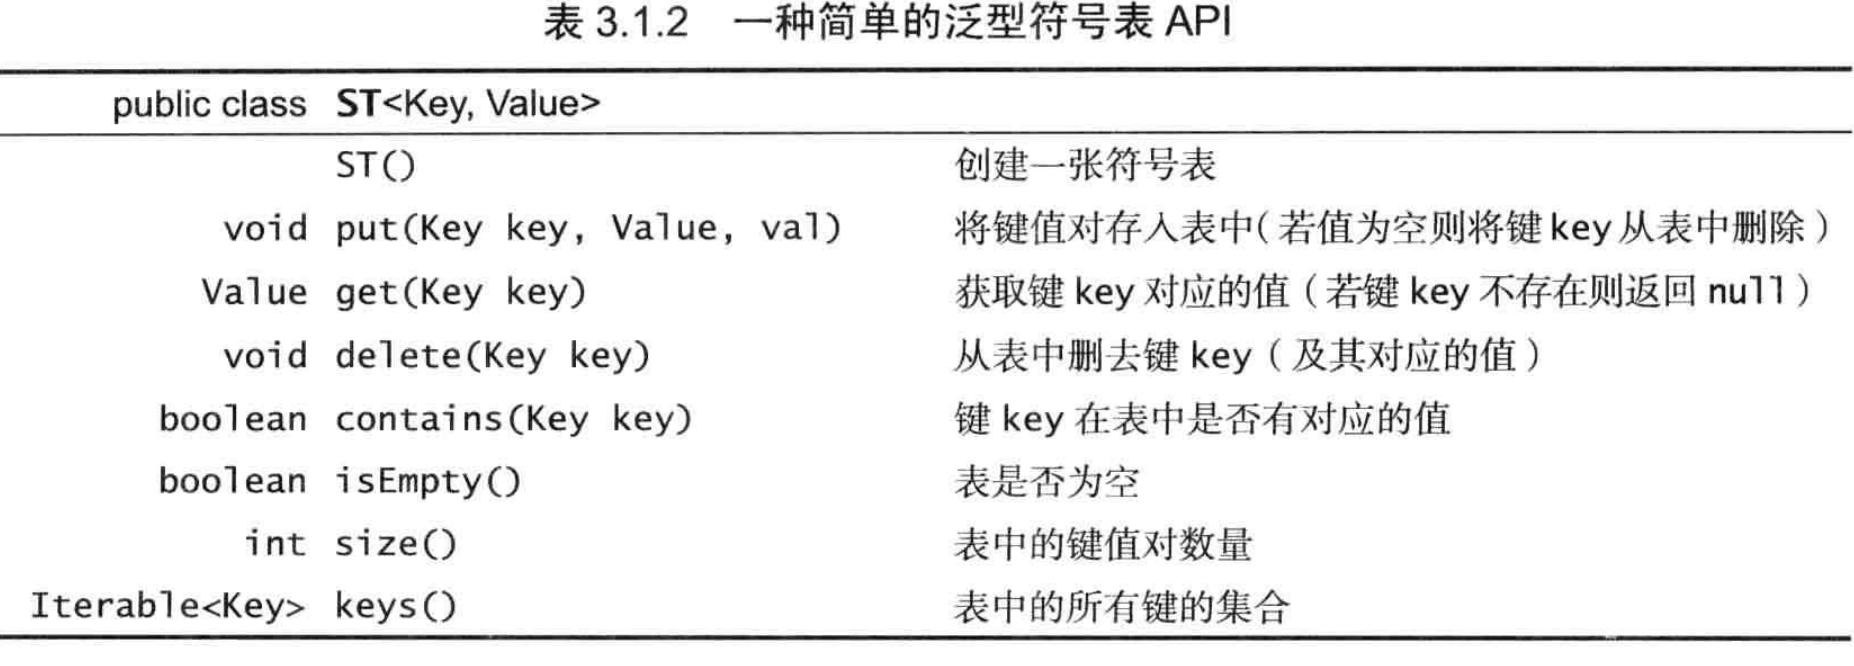 表 3.1.2 一种简单的泛型符号表 API
public class ST<Key, Value>
ST() 创建一张符号表
void put(Key key, Value, val) 将键值对存入表中(若值为空则将键key从表中删除)
Value get(Key key) 获取键 key 对应的值(若键 key 不存在则返回 null)
void delete(Key key) 从表中删去键 key(及其对应的值)
boolean contains(Key key) 键 key 在表中是否有对应的值
boolean isEmpty() 表是否为空
int size() 表中的键值对数量
Iterable<Key> keys() 表中的所有键的集合